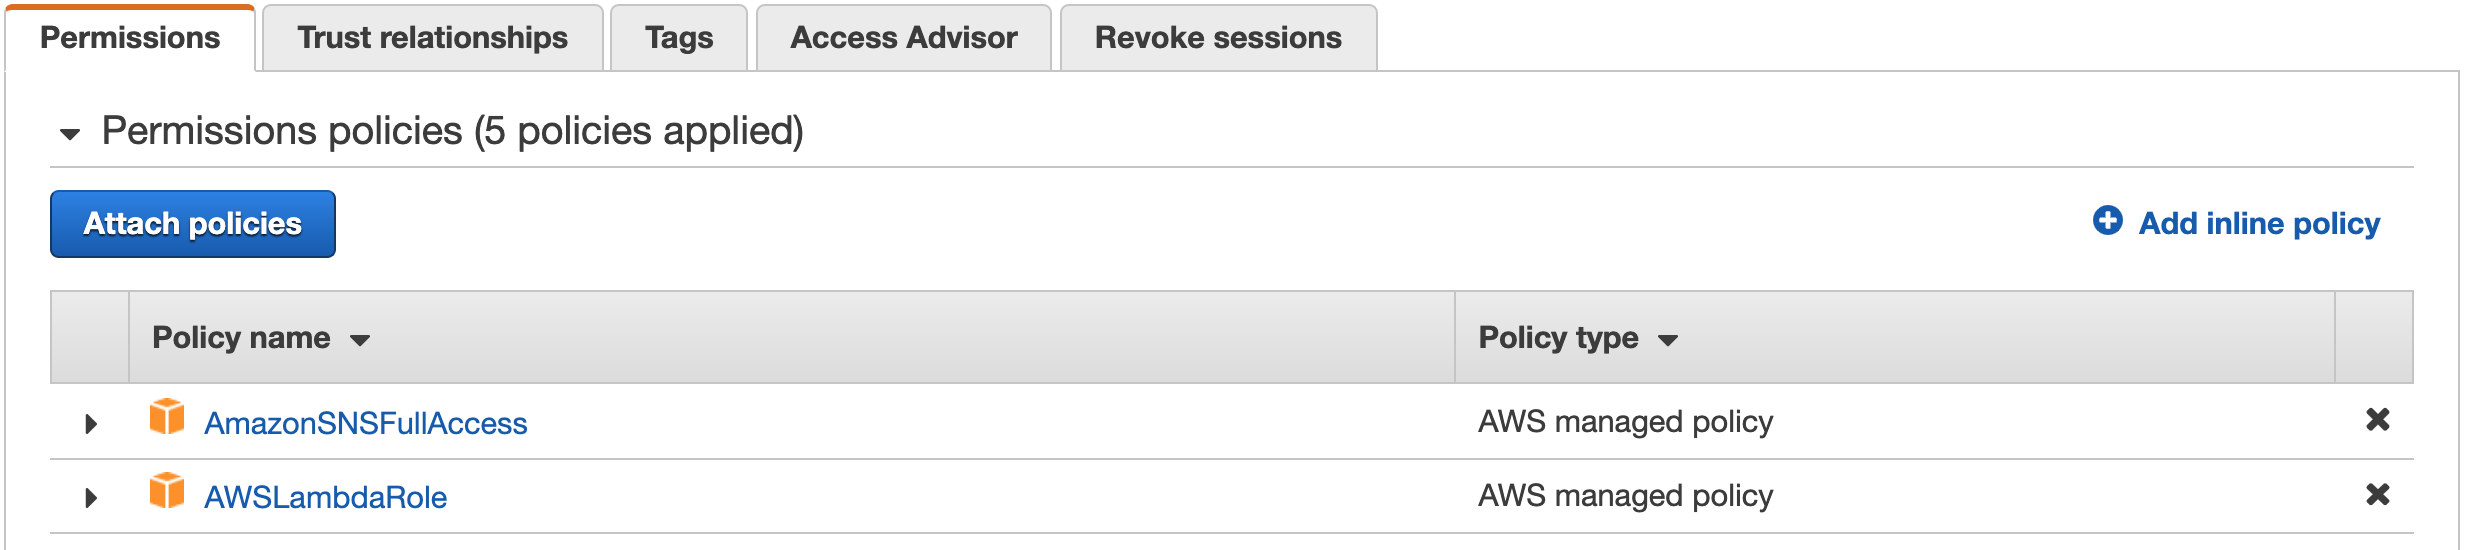 Permissions Trust relationships Tags Access Advisor Revoke sessions
Permissions policies (5 policies applied)
Attach policies Add inline policy
Policy name Policy type
AmazonSNSFullAccess AWS managed policy
AWSLambdaRole AWS managed policy